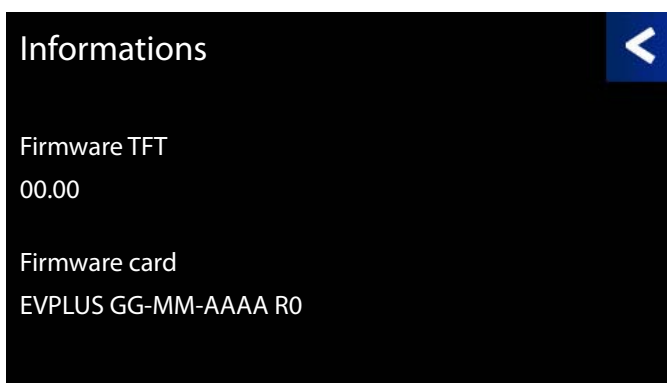 Informations
Firmware TFT
00.00
Firmware card
EVPLUS GG-MM-AAAA R0